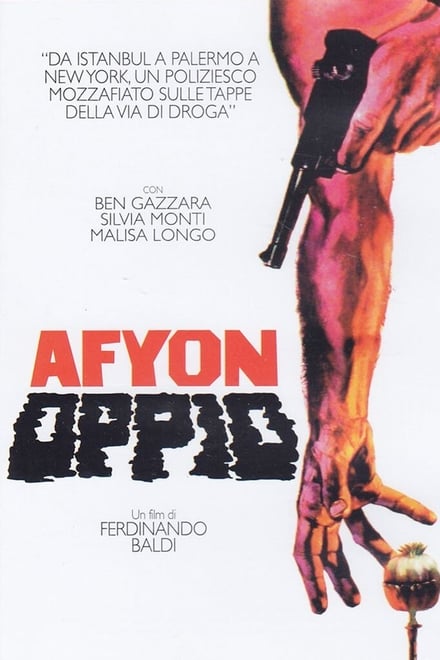 "DA ISTANBUL A PALERMO A
NEW YORK, UN POLIZIESCO
MOZZAFIATO SULLE TAPPE
DELLA VIA DI DROGA"
CON
BEN GAZZARA
SILVIA MONTI
MALISA LONGO
AFYON
OPPIO
Un film di
FERDINANDO
BALDI